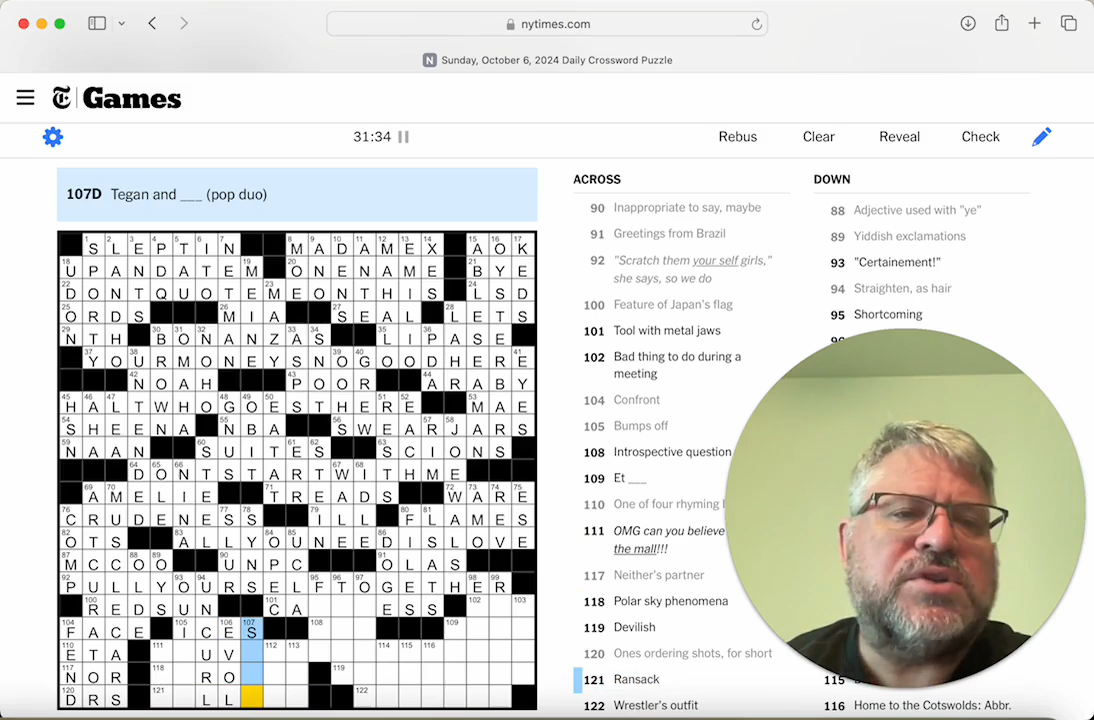 nytimes.com
N Sunday, October 6, 2024 Daily Crossword Puzzle
T Games
31:34 Rebus Clear Reveal Check
107D Tegan and ___ (pop duo)
SLEPTIN MADAMEX AOK
UPANDATEM ONENAME BYE
DONTQUOTEMEONTHIS LSD
ORDS MIA SEAL LETS
NTH BONANZAS LIPASE
YOURMONEYSNOGOODHERE
NOAH POOR ARABY
HALTWHOGOESTHERE MAE
SHEENA NBA SWEARJARS
NAAN SUITES SCIONS
DONTSTARTWITHME
AMELIE TREADS WARE
CRUDENESS ILL FLAMES
OTS ALLYOUNEEDISLOVE
MCCOO UNPC OLAS
PULLYOURSELFTOGETHER
REDSUN CA ESS
FACE ICES
ETA UV
NOR RO
DRS LL
ACROSS
90 Inappropriate to say, maybe
91 Greetings from Brazil
92 "Scratch them your self girls," she says, so we do
100 Feature of Japan's flag
101 Tool with metal jaws
102 Bad thing to do during a meeting
104 Confront
105 Bumps off
108 Introspective question
109 Et ___
110 One of four rhyming
111 OMG can you believe
the mall!!!
117 Neither's partner
118 Polar sky phenomena
119 Devilish
120 Ones ordering shots, for short
121 Ransack
122 Wrestler's outfit
DOWN
88 Adjective used with "ye"
89 Yiddish exclamations
93 "Certainement!"
94 Straighten, as hair
95 Shortcoming
115
116 Home to the Cotswolds: Abbr.